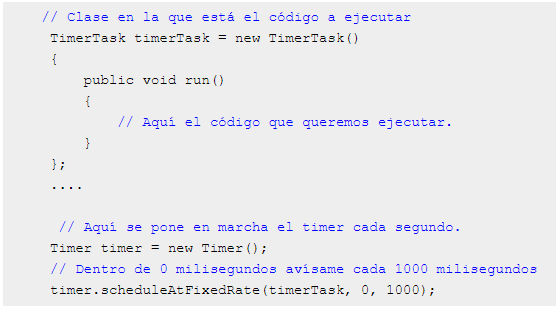 // Clase en la que está el código a ejecutar
TimerTask timerTask = new TimerTask()
{
public void run()
{
// Aquí el código que queremos ejecutar.
}
};
....
// Aquí se pone en marcha el timer cada segundo.
Timer timer = new Timer();
// Dentro de 0 milisegundos avísame cada 1000 milisegundos
timer.scheduleAtFixedRate(timerTask, 0, 1000);